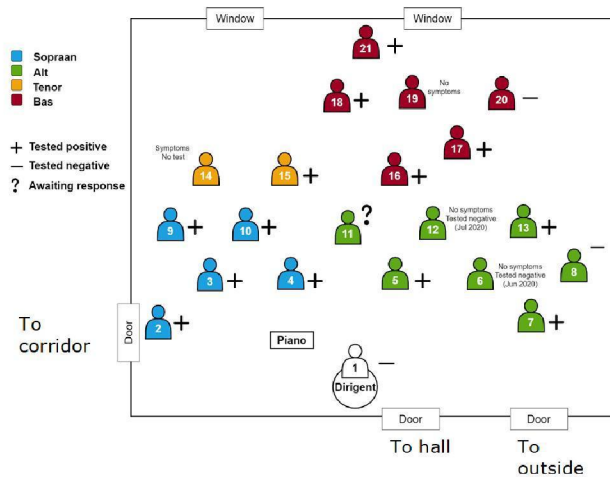 Window
Window
Sopraan
Alt
Tenor
Bas
+ Tested positive
— Tested negative
? Awaiting response
21 +
18 +
19
No
symptoms
20 —
17 +
Symptoms
No test
14
15 +
16 +
9 +
10 +
11 ?
12
No symptoms
Tested negative
(Jul 2020)
13 +
3 +
4 +
5 +
6
No symptoms
Tested negative
(Jun 2020)
8 —
7 +
2 +
To
corridor
Door
Piano
1 —
Dirigent
Door
Door
To hall
To
outside